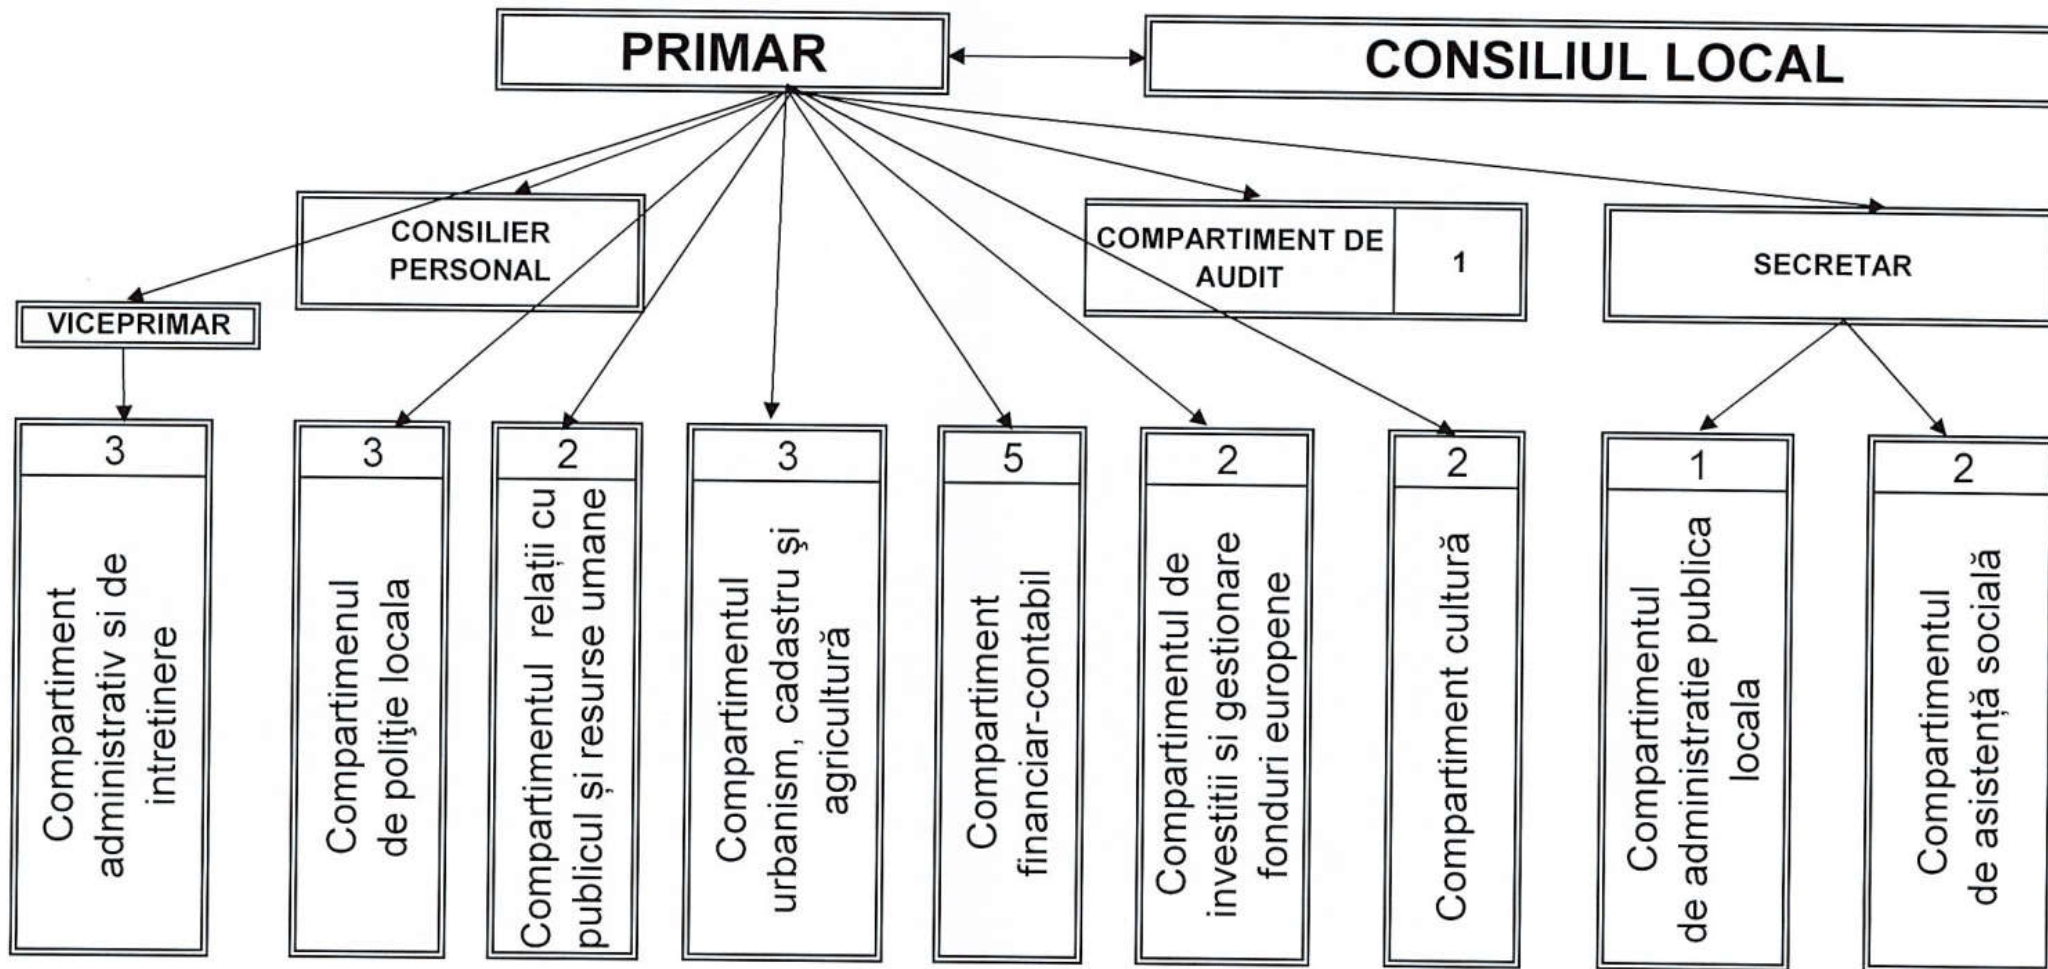 PRIMAR
CONSILIUL LOCAL
CONSILIER
PERSONAL
COMPARTIMENT DE
AUDIT
1
SECRETAR
VICEPRIMAR
3
Compartiment
administrativ si de
intretinere
3
Compartimenul
de poliţie locala
2
Compartimentul relații cu
publicul și resurse umane
3
Compartimentul
urbanism, cadastru şi
agricultură
5
Compartiment
financiar-contabil
2
Compartimentul de
investitii si gestionare
fonduri europene
2
Compartiment cultură
1
Compartimentul
de administratie publica
locala
2
Compartimentul
de asistență socială